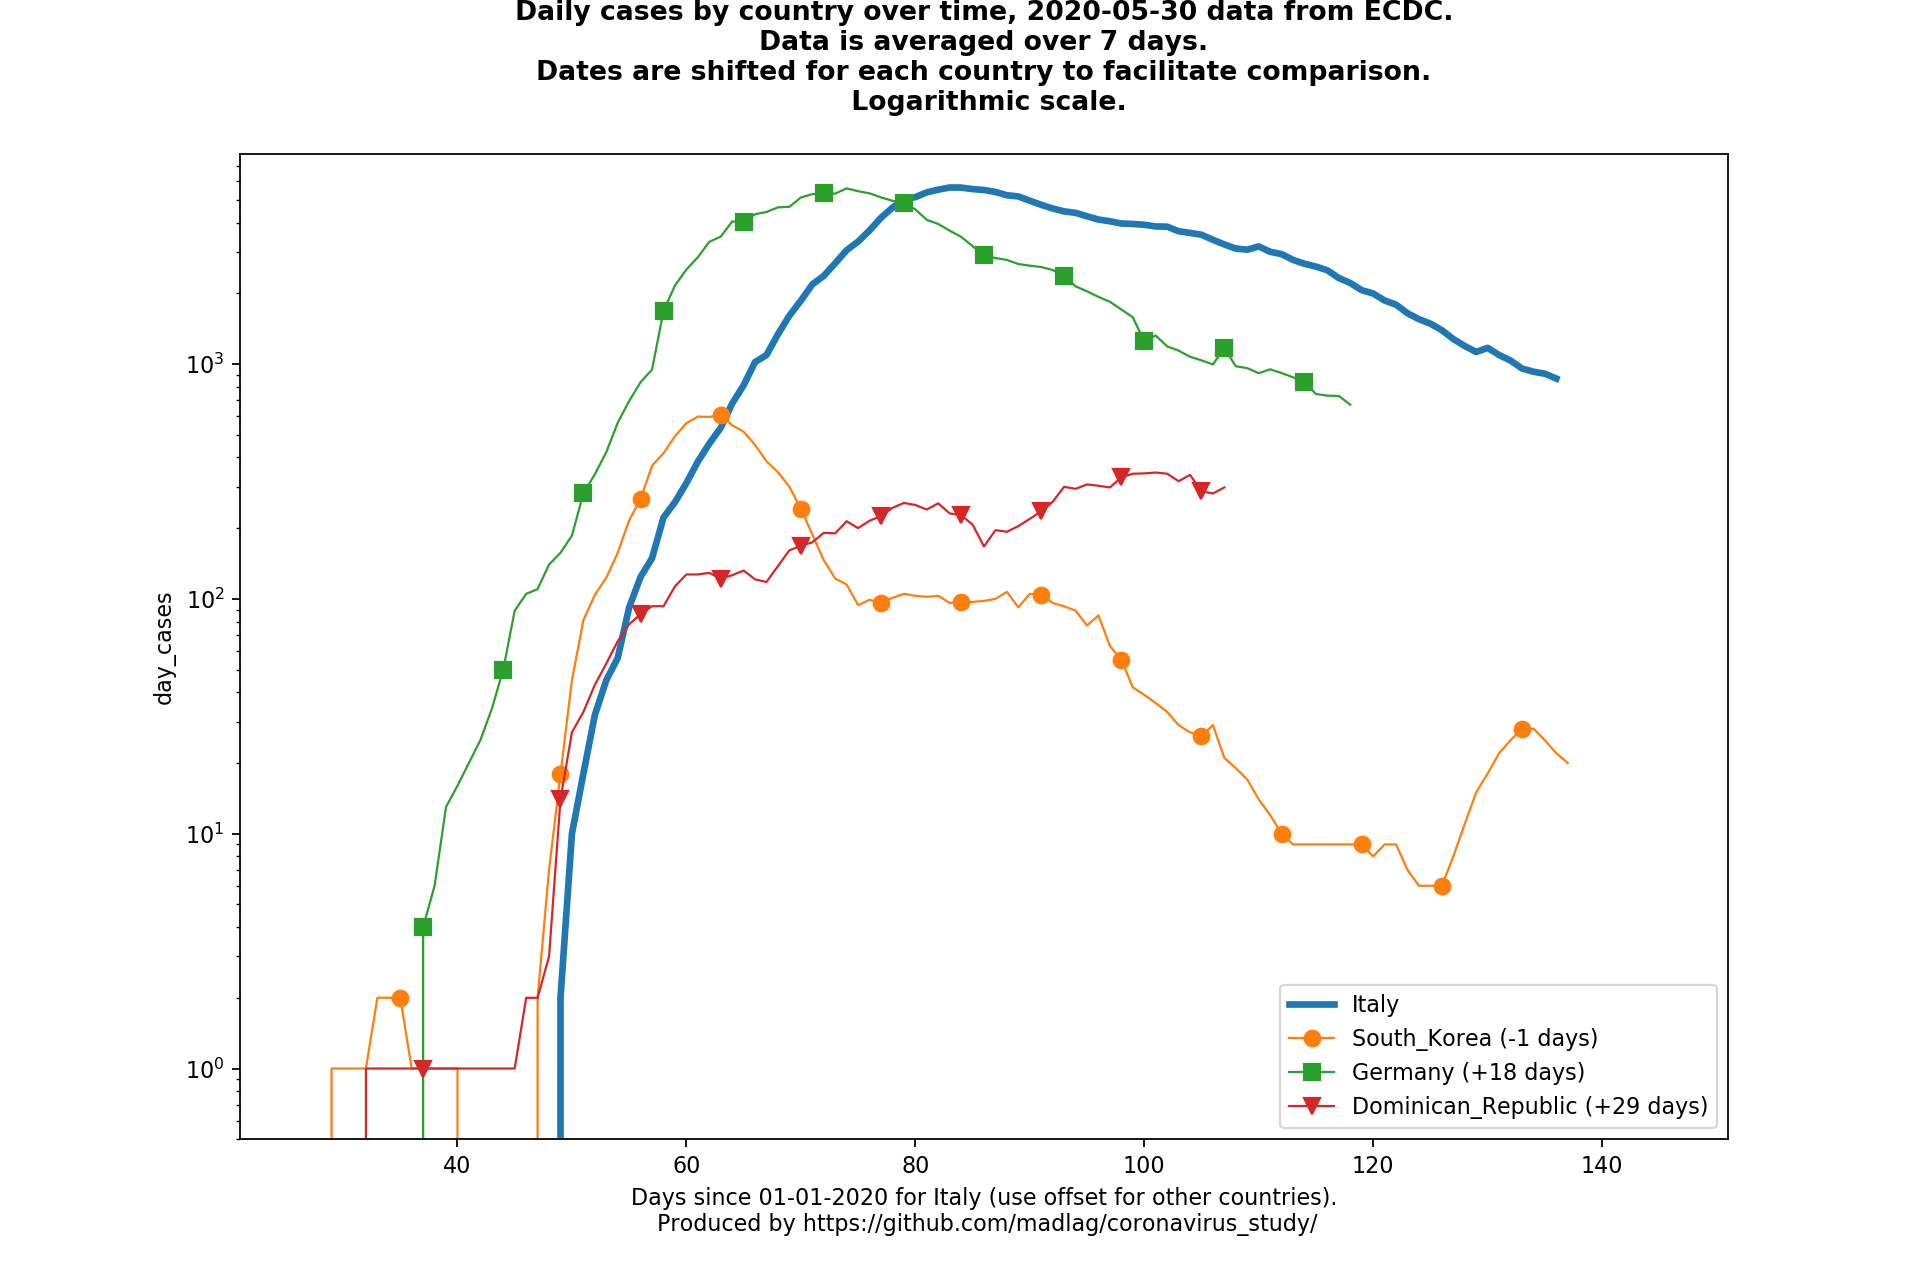 Daily cases by country over time, 2020-05-30 data from ECDC.
Data is averaged over 7 days.
Dates are shifted for each country to facilitate comparison.
Logarithmic scale.
day_cases
10³
10²
10¹
10⁰
Italy
South_Korea (-1 days)
Germany (+18 days)
Dominican_Republic (+29 days)
40 60 80 100 120 140
Days since 01-01-2020 for Italy (use offset for other countries).
Produced by https://github.com/madlag/coronavirus_study/